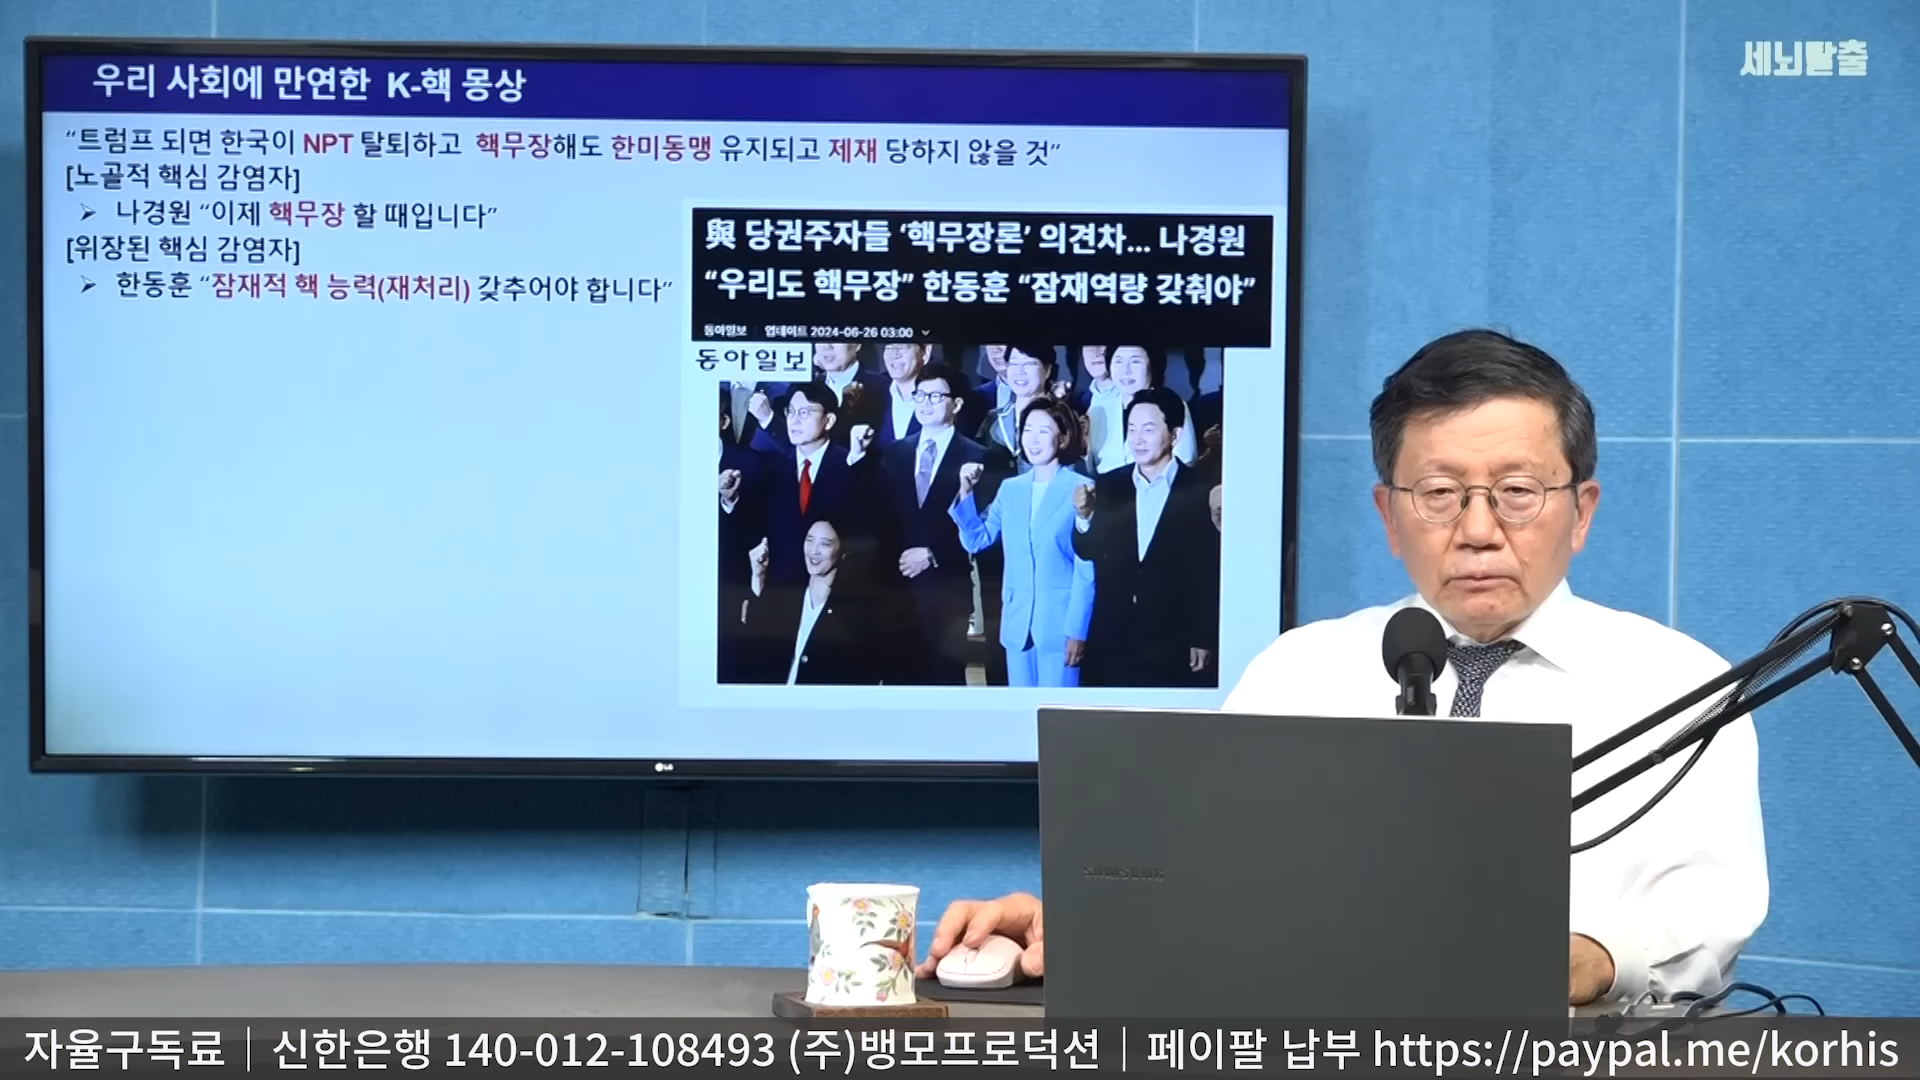 세뇌탈출
우리 사회에 만연한 K-핵 몽상
“트럼프 되면 한국이 NPT 탈퇴하고 핵무장해도 한미동맹 유지되고 제재 당하지 않을 것”
[노골적 핵심 감염자]
➢ 나경원 “이제 핵무장 할 때입니다”
[위장된 핵심 감염자]
➢ 한동훈 “잠재적 핵 능력(재처리) 갖추어야 합니다”
與 당권주자들 ‘핵무장론’ 의견차... 나경원
“우리도 핵무장” 한동훈 “잠재역량 갖춰야”
동아일보 업데이트 2024-06-26 03:00
동아일보
LG
SAMSUNG
자율구독료│신한은행 140-012-108493 (주)뱅모프로덕션│페이팔 납부 https://paypal.me/korhis